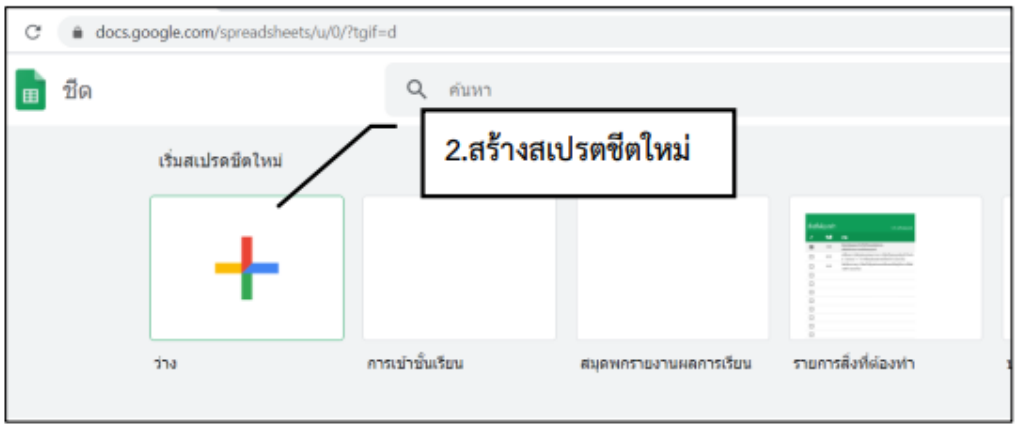 docs.google.com/spreadsheets/u/0/?tgif=d
ชีต
ค้นหา
2.สร้างสเปรตชีตใหม่
เริ่มสเปรดชีตใหม่
ว่าง
การเข้าชั้นเรียน
สมุดพกรายงานผลการเรียน
รายการสิ่งที่ต้องทำ